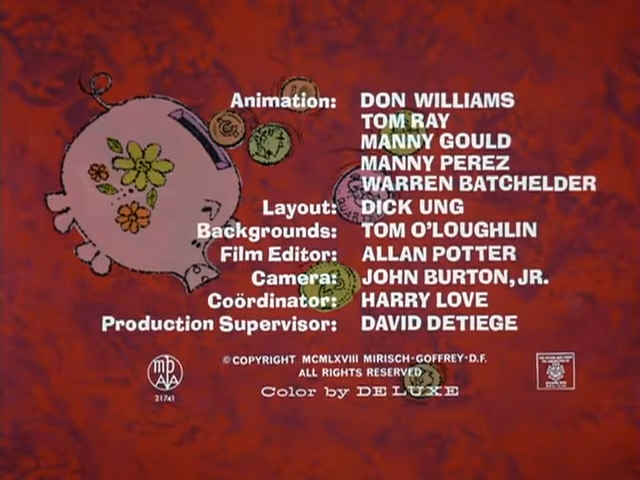 Animation: DON WILLIAMS
TOM RAY
MANNY GOULD
MANNY PEREZ
WARREN BATCHELDER
Layout: DICK UNG
Backgrounds: TOM O'LOUGHLIN
Film Editor: ALLAN POTTER
Camera: JOHN BURTON, JR.
Coördinator: HARRY LOVE
Production Supervisor: DAVID DETIEGE
©COPYRIGHT MCMLXVIII MIRISCH-GOFFREY-D.F.
ALL RIGHTS RESERVED
Color by DE LUXE
21741